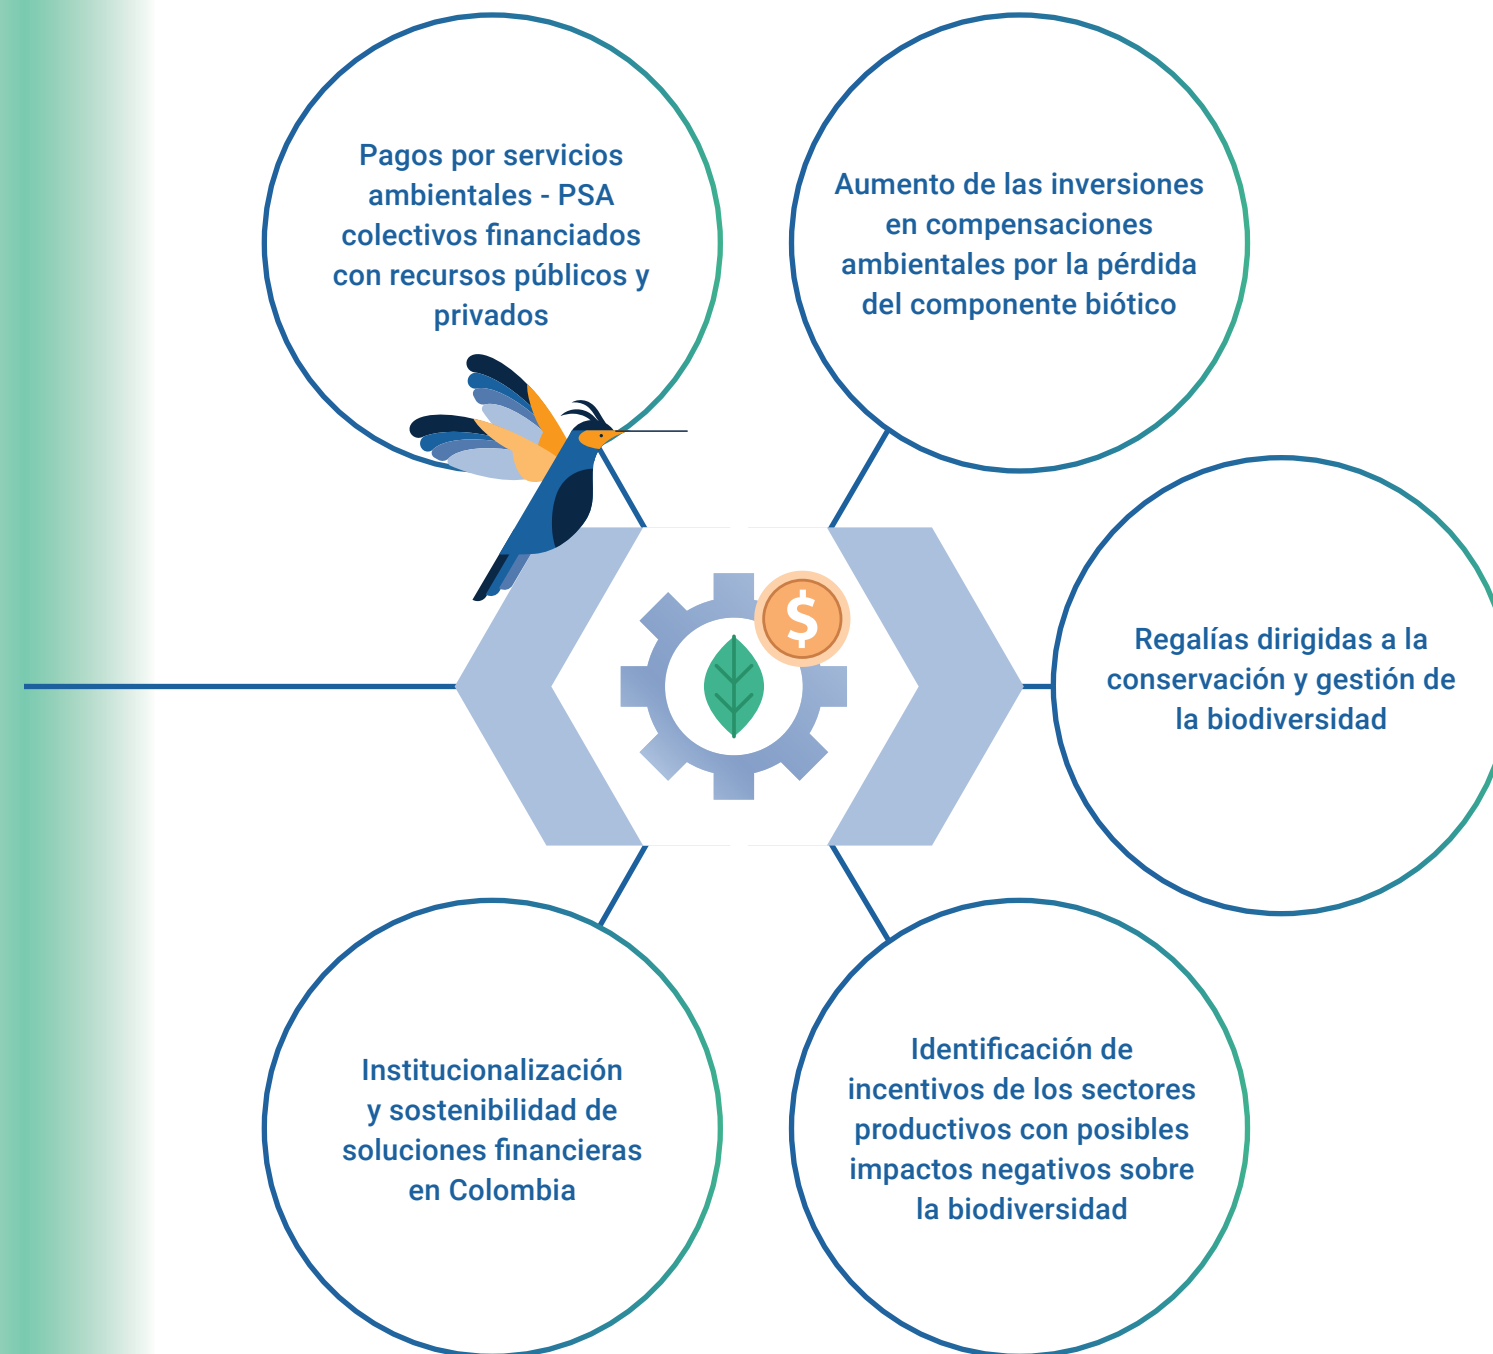 Pagos por servicios
ambientales - PSA
colectivos financiados
con recursos públicos y
privados
Aumento de las inversiones
en compensaciones
ambientales por la pérdida
del componente biótico
$
Regalías dirigidas a la
conservación y gestión de
la biodiversidad
Institucionalización
y sostenibilidad de
soluciones financieras
en Colombia
Identificación de
incentivos de los sectores
productivos con posibles
impactos negativos sobre
la biodiversidad